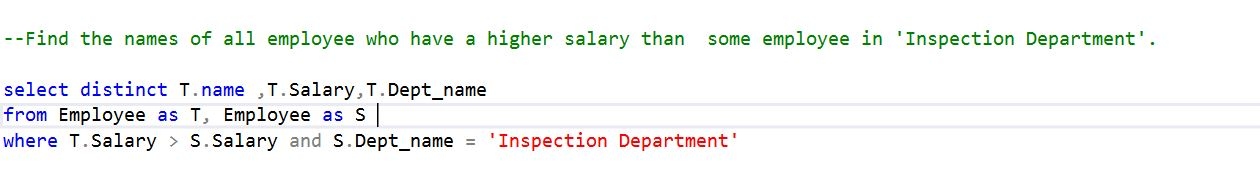 --Find the names of all employee who have a higher salary than  some employee in 'Inspection Department'.
select distinct T.name ,T.Salary,T.Dept_name
from Employee as T, Employee as S
where T.Salary > S.Salary and S.Dept_name = 'Inspection Department'